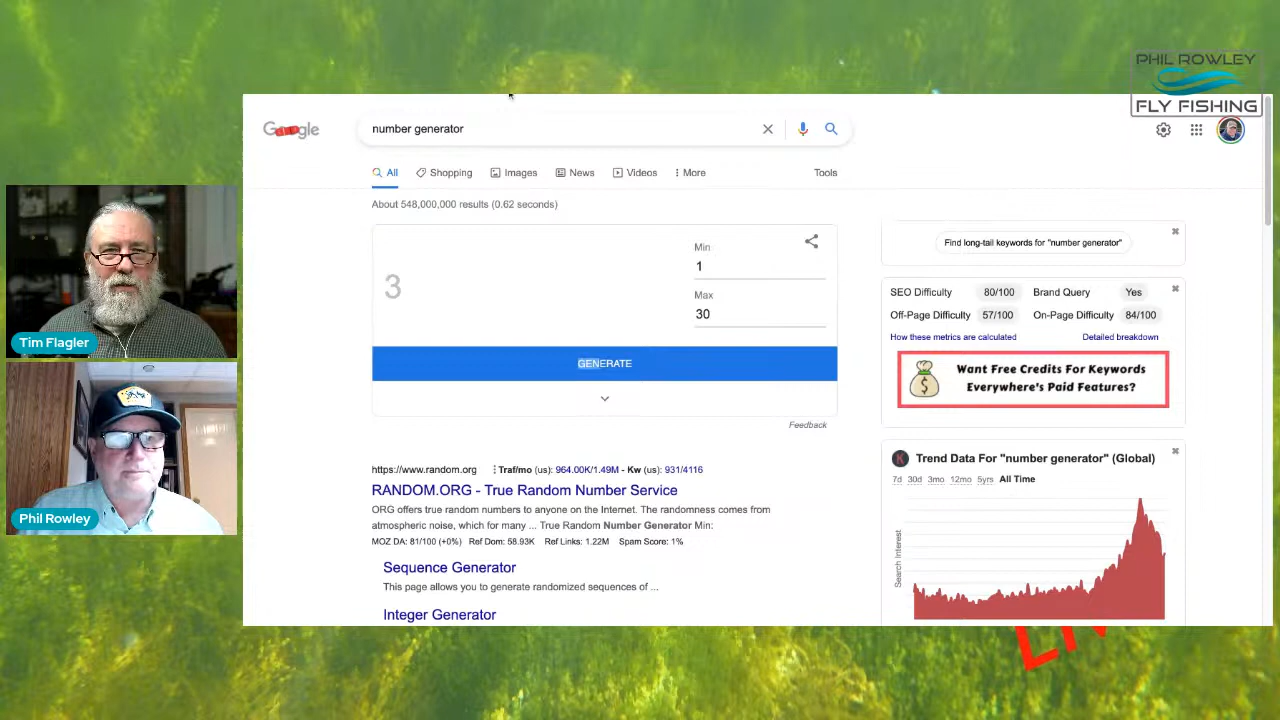 PHIL ROWLEY
FLY FISHING
Google
number generator
All
Shopping
Images
News
Videos
More
Tools
About 548,000,000 results (0.62 seconds)
3
Min
1
Max
30
GENERATE
Feedback
Find long-tail keywords for "number generator"
SEO Difficulty 80/100 Brand Query Yes
Off-Page Difficulty 57/100 On-Page Difficulty 84/100
How these metrics are calculated Detailed breakdown
Want Free Credits For Keywords
Everywhere's Paid Features?
Trend Data For "number generator" (Global)
7d 30d 3mo 12mo 5yrs All Time
Search Interest
https://www.random.org Traf/mo (us): 964.00K/1.49M - Kw (us): 931/4116
RANDOM.ORG - True Random Number Service
ORG offers true random numbers to anyone on the Internet. The randomness comes from
atmospheric noise, which for many ... True Random Number Generator Min:
MOZ DA: 81/100 (+0%) Ref Dom: 58.93K Ref Links: 1.22M Spam Score: 1%
Sequence Generator
This page allows you to generate randomized sequences of ...
Integer Generator
Tim Flagler
Phil Rowley